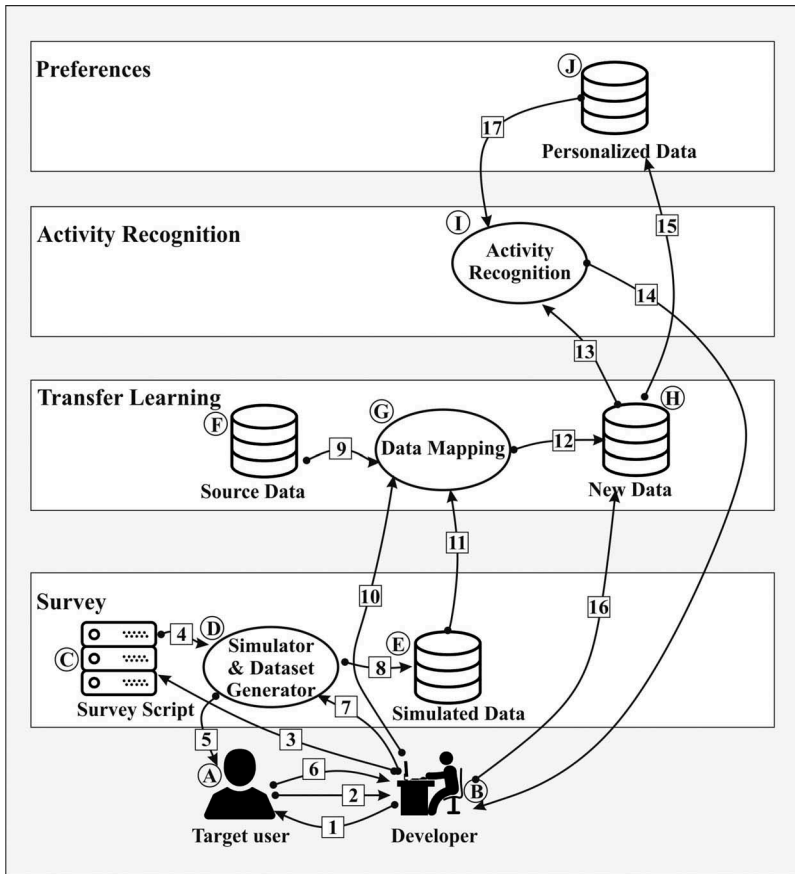 Preferences
J
17
Personalized Data
Activity Recognition
I
Activity
Recognition
15
14
13
Transfer Learning
F
G
H
Data Mapping
9
12
Source Data
New Data
11
10
16
Survey
C
4
D
Simulator
& Dataset
Generator
E
8
Survey Script
7
Simulated Data
5
3
A
6
2
B
1
Target user
Developer